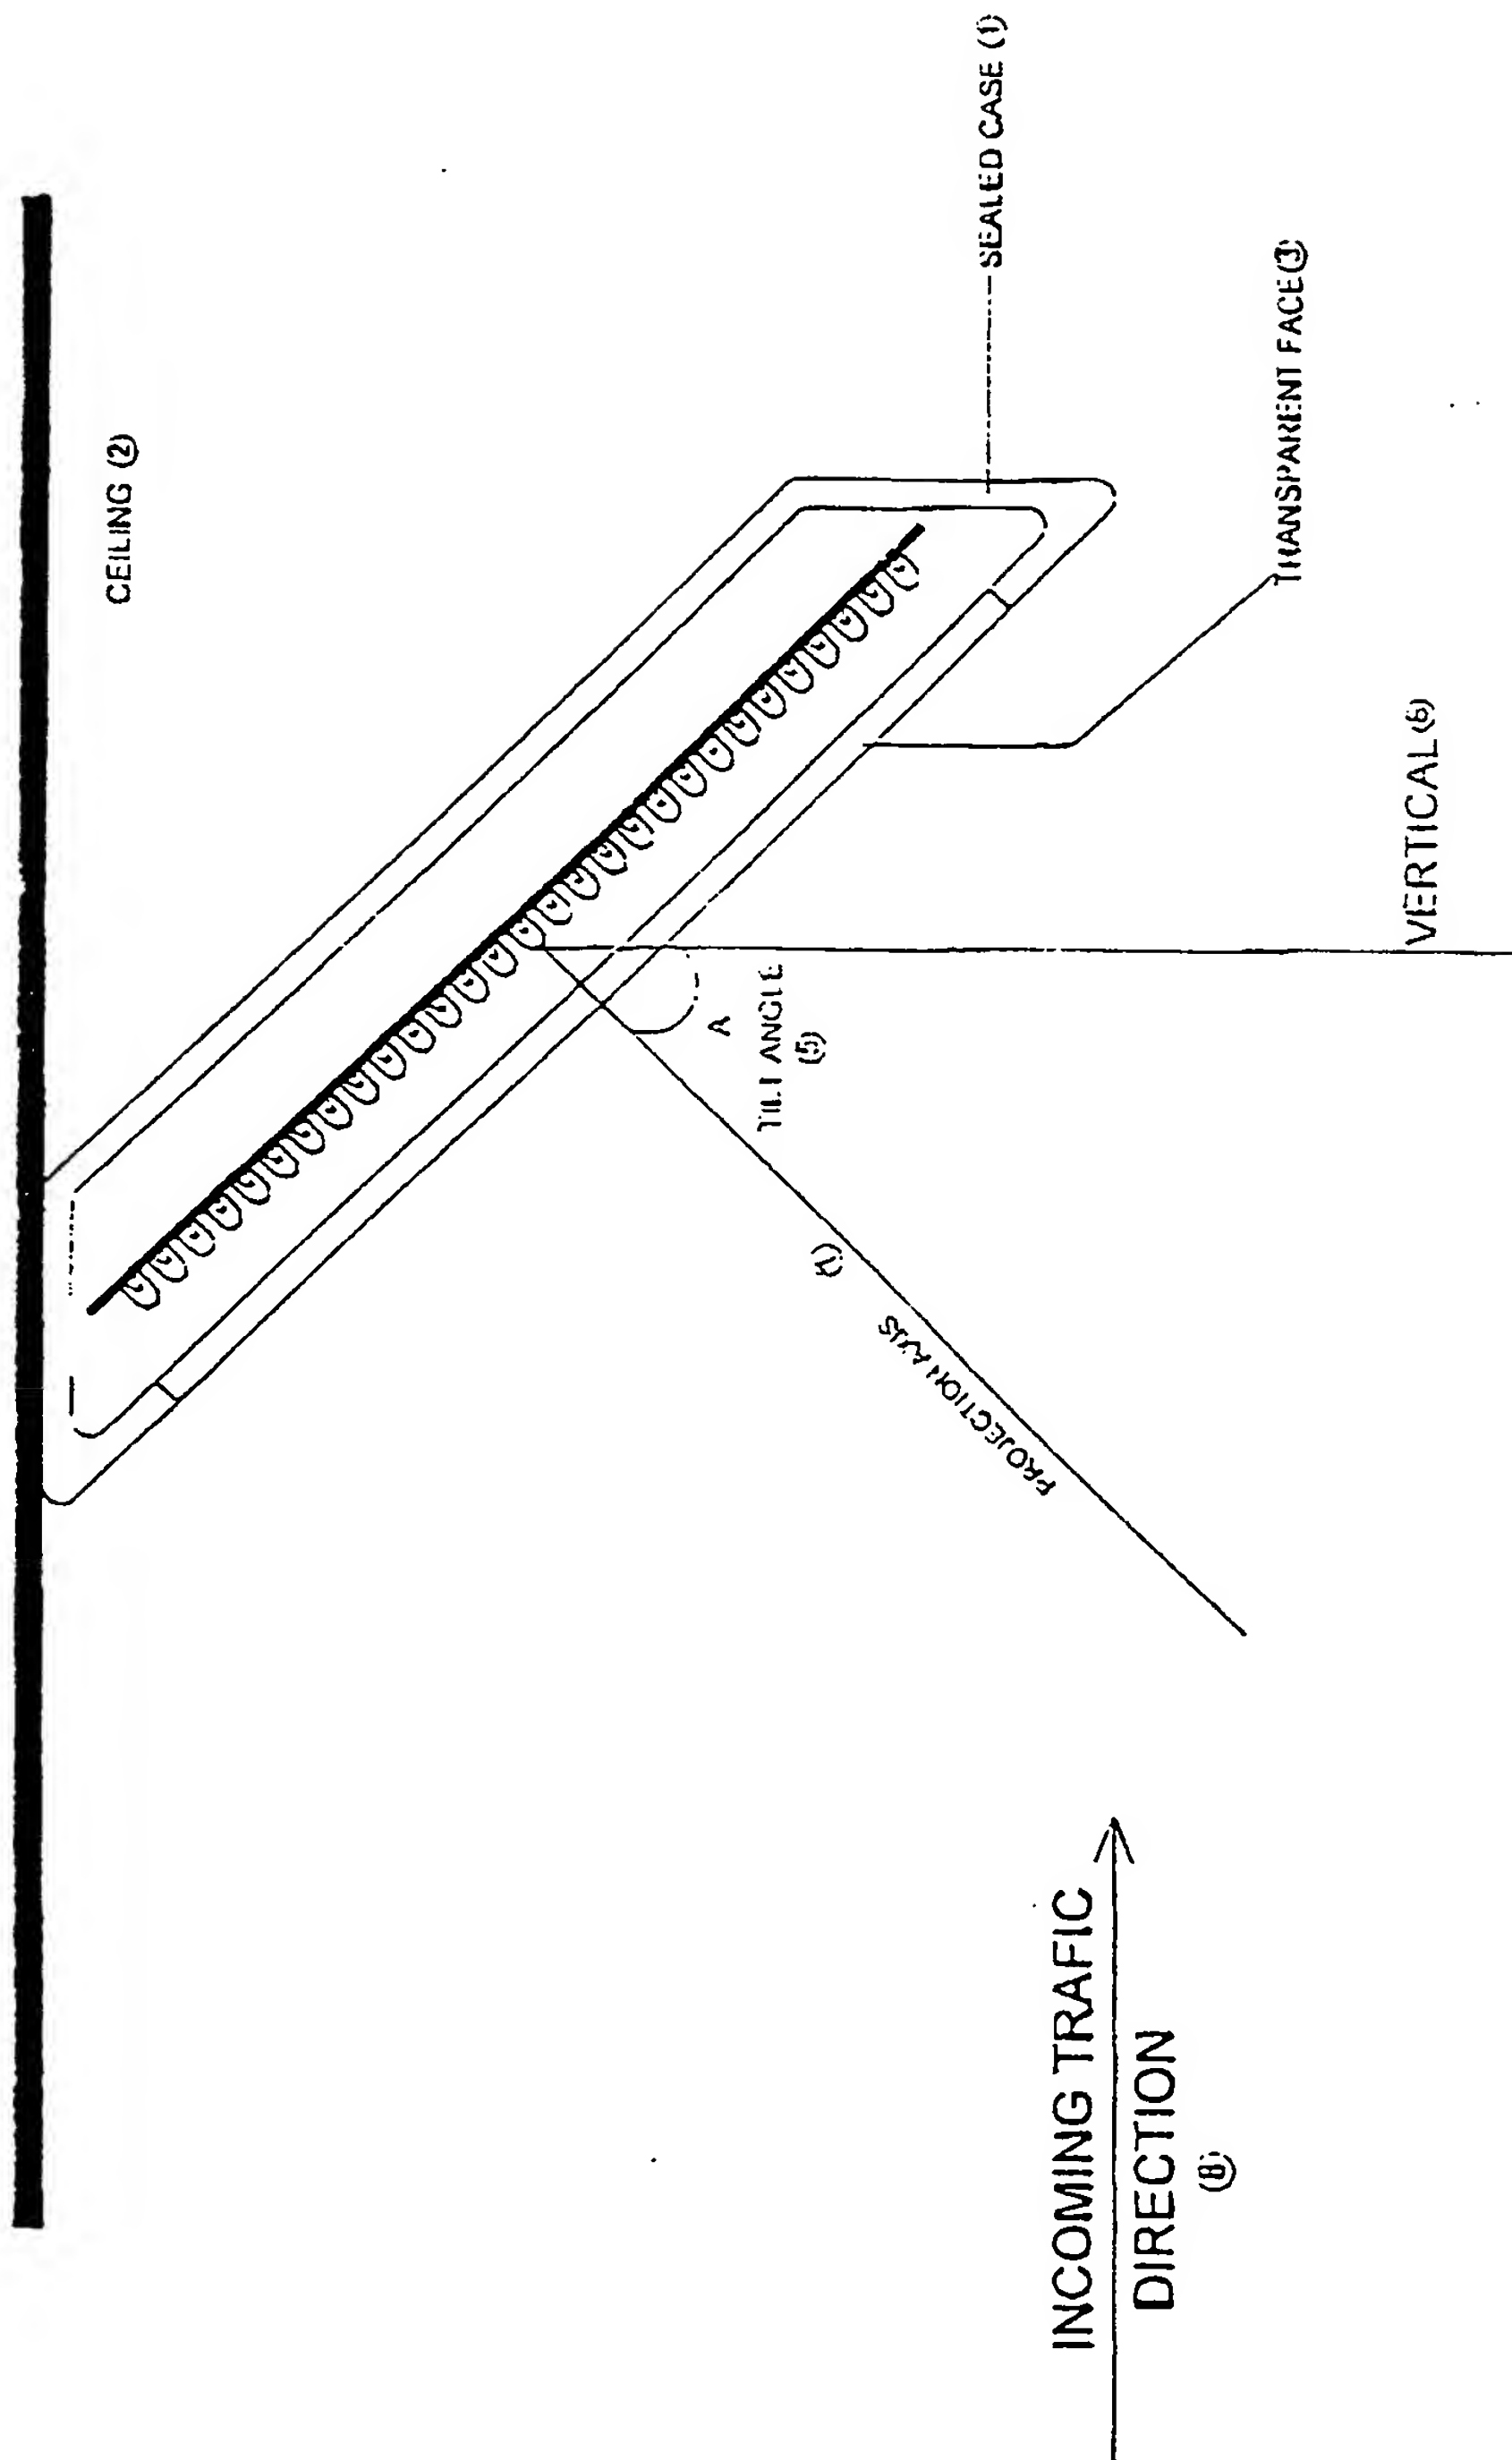 CEILING (2)
SEALED CASE (1)
TRANSPARENT FACE (3)
VERTICAL (6)
A
TILT ANGLE
(5)
PROJECTION AXIS
INCOMING TRAFIC
DIRECTION
(8)